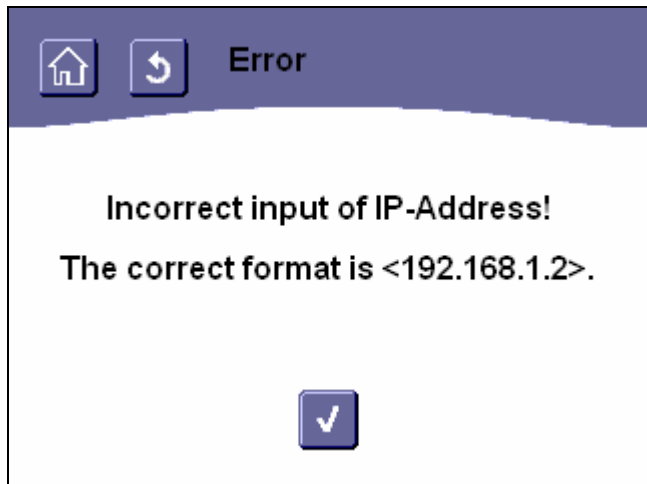 Error
Incorrect input of IP-Address!
The correct format is <192.168.1.2>.